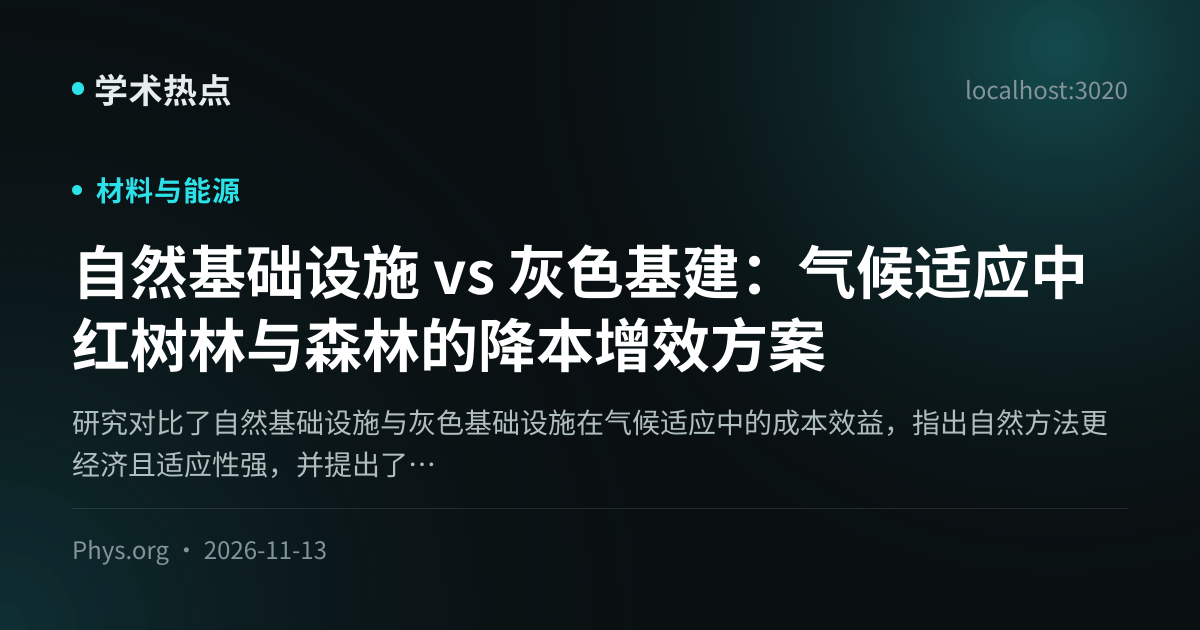 学术热点
localhost:3020
材料与能源
自然基础设施 vs 灰色基建：气候适应中
红树林与森林的降本增效方案
研究对比了自然基础设施与灰色基础设施在气候适应中的成本效益，指出自然方法更
经济且适应性强，并提出了…
Phys.org · 2026-11-13